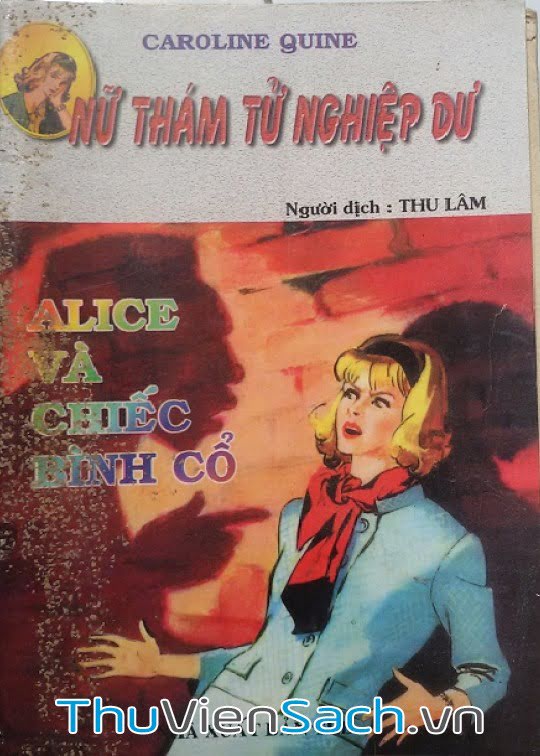 CAROLINE QUINE
NỮ THÁM TỬ NGHIỆP DƯ
Người dịch : THU LÂM
ALICE
VÀ
CHIẾC
BÌNH CỔ
ThuVienSach.vn